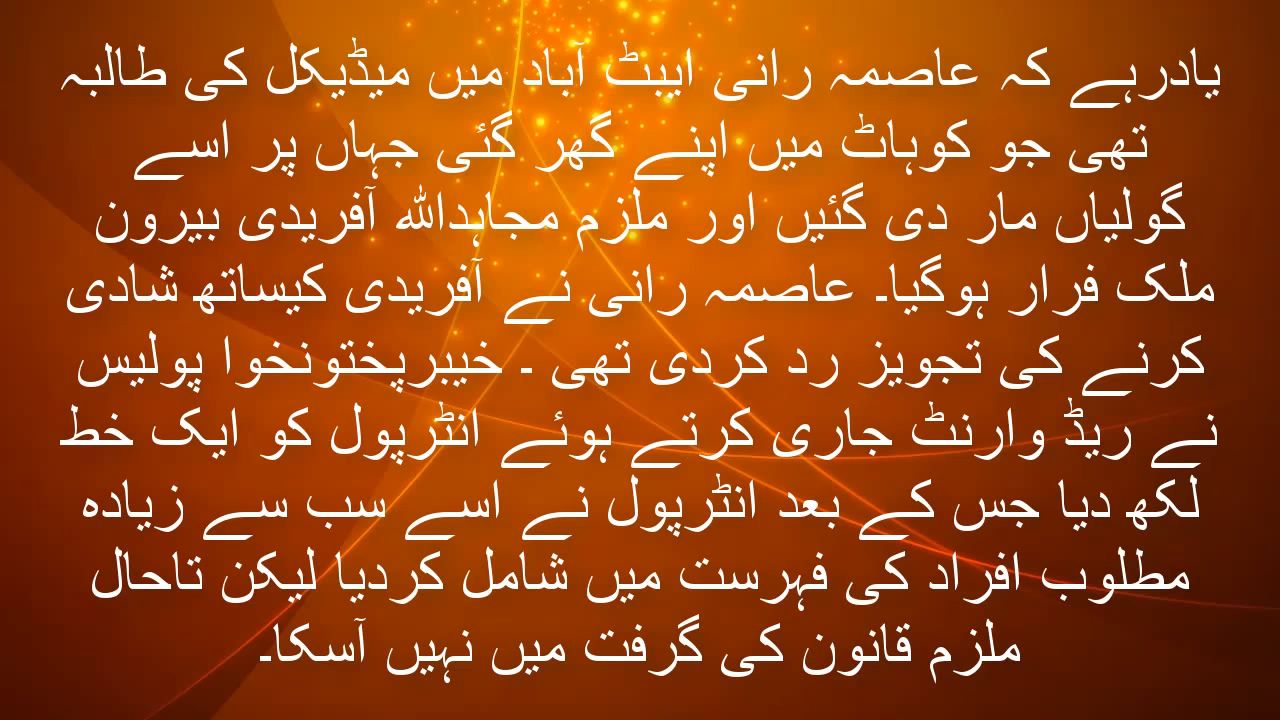 یادرہے کہ عاصمہ رانی ایبٹ آباد میں میڈیکل کی طالبہ
تھی جو کوہاٹ میں اپنے گھر گئی جہاں پر اسے
گولیاں مار دی گئیں اور ملزم مجاہداللہ آفریدی بیرون
ملک فرار ہوگیا۔ عاصمہ رانی نے آفریدی کیساتھ شادی
کرنے کی تجویز رد کردی تھی ۔ خیبرپختونخوا پولیس
نے ریڈ وارنٹ جاری کرتے ہوئے انٹرپول کو ایک خط
لکھ دیا جس کے بعد انٹرپول نے اسے سب سے زیادہ
مطلوب افراد کی فہرست میں شامل کردیا لیکن تاحال
ملزم قانون کی گرفت میں نہیں آسکا۔